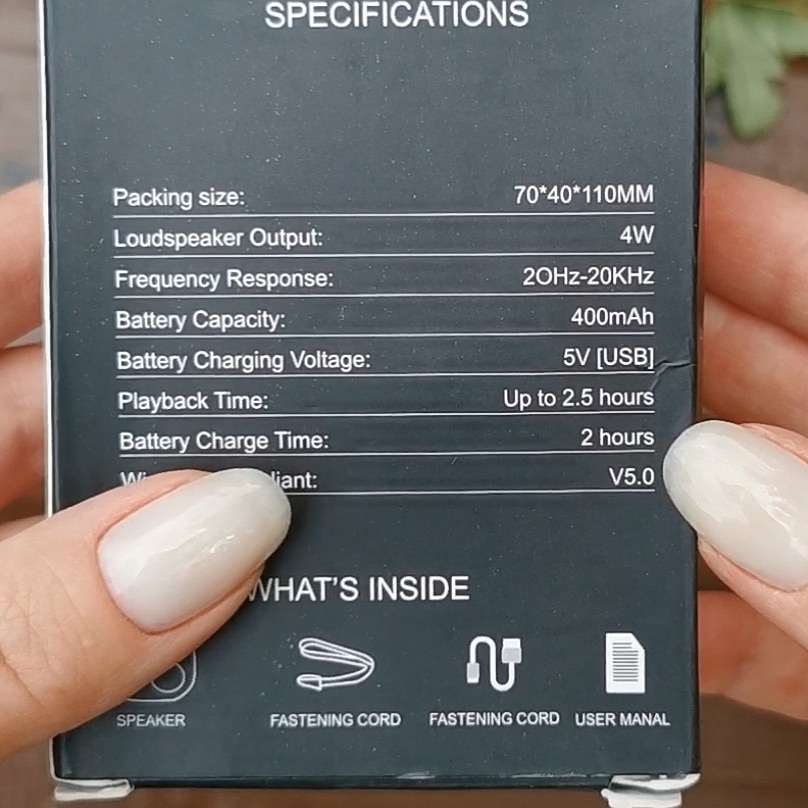 SPECIFICATIONS
Packing size: 70*40*110MM
Loudspeaker Output: 4W
Frequency Response: 2OHz-20KHz
Battery Capacity: 400mAh
Battery Charging Voltage: 5V [USB]
Playback Time: Up to 2.5 hours
Battery Charge Time: 2 hours
V5.0
WHAT'S INSIDE
SPEAKER FASTENING CORD FASTENING CORD USER MANAL